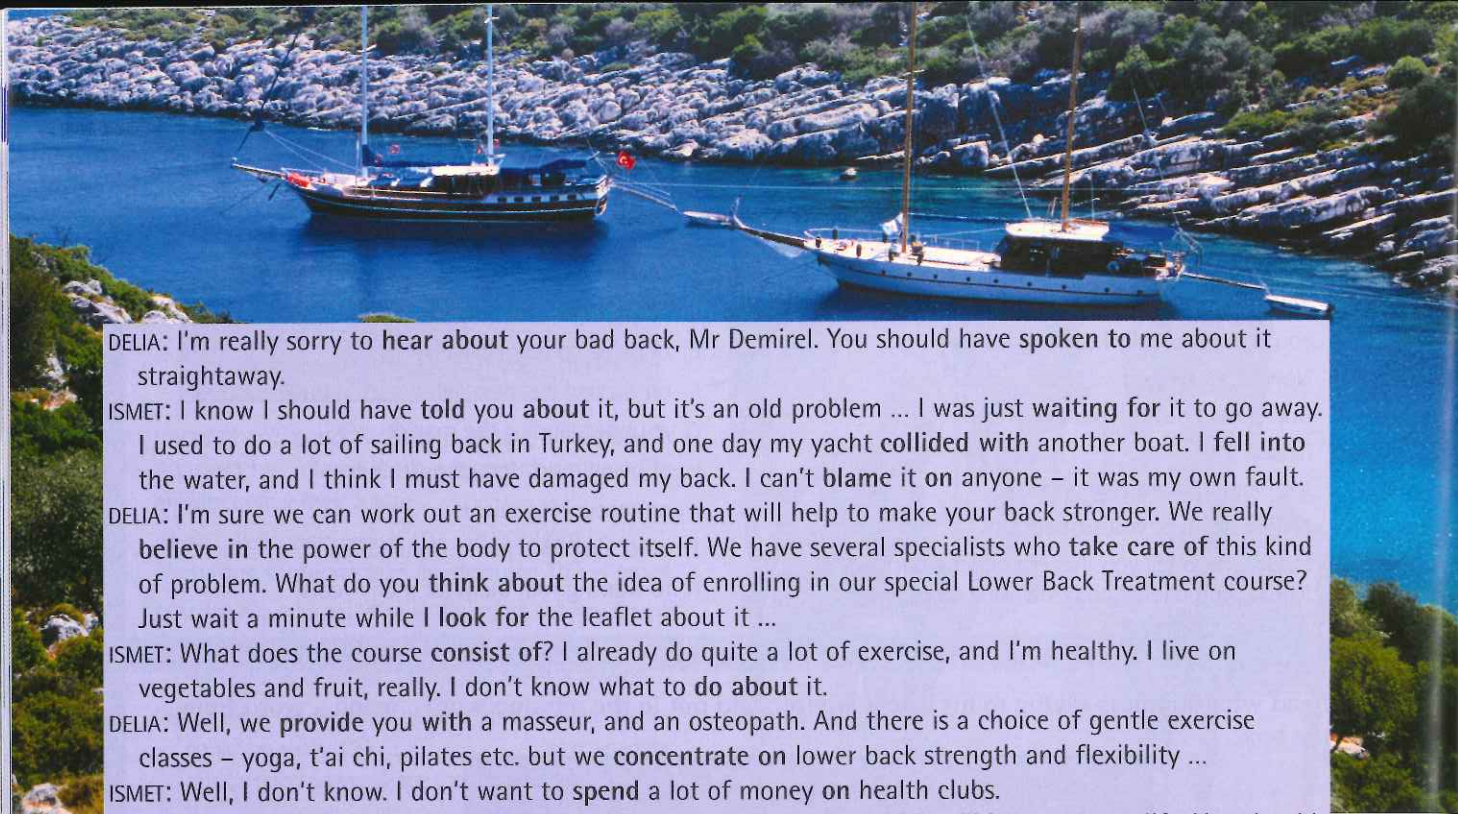 DELIA: I'm really sorry to hear about your bad back, Mr Demirel. You should have spoken to me about it
straightaway.
ISMET: I know I should have told you about it, but it's an old problem ... I was just waiting for it to go away.
I used to do a lot of sailing back in Turkey, and one day my yacht collided with another boat. I fell into
the water, and I think I must have damaged my back. I can't blame it on anyone – it was my own fault.
DELIA: I'm sure we can work out an exercise routine that will help to make your back stronger. We really
believe in the power of the body to protect itself. We have several specialists who take care of this kind
of problem. What do you think about the idea of enrolling in our special Lower Back Treatment course?
Just wait a minute while I look for the leaflet about it ...
ISMET: What does the course consist of? I already do quite a lot of exercise, and I'm healthy. I live on
vegetables and fruit, really. I don't know what to do about it.
DELIA: Well, we provide you with a masseur, and an osteopath. And there is a choice of gentle exercise
classes – yoga, t'ai chi, pilates etc. but we concentrate on lower back strength and flexibility ...
ISMET: Well, I don't know. I don't want to spend a lot of money on health clubs.